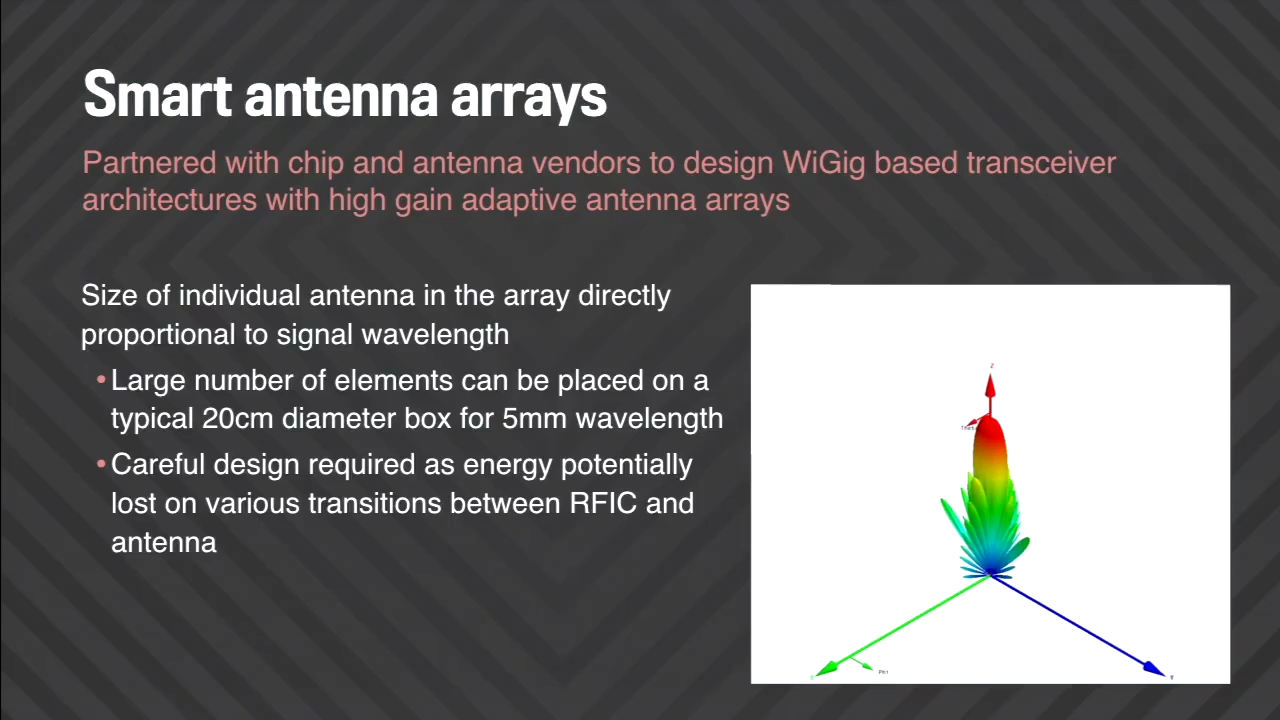 Smart antenna arrays
Partnered with chip and antenna vendors to design WiGig based transceiver
architectures with high gain adaptive antenna arrays
Size of individual antenna in the array directly
proportional to signal wavelength
•Large number of elements can be placed on a
typical 20cm diameter box for 5mm wavelength
•Careful design required as energy potentially
lost on various transitions between RFIC and
antenna
Z
Phi
Y